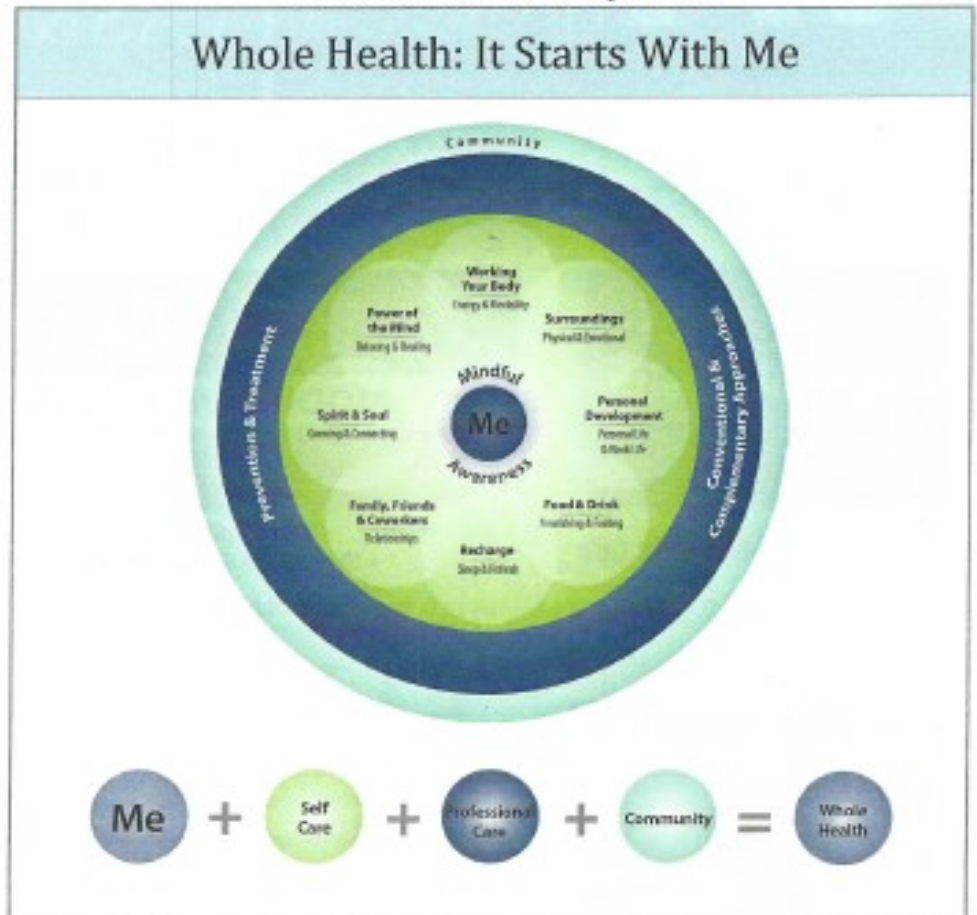 Whole Health: It Starts With Me
Community
Working
Your Body
Energy & Flexibility
Surroundings
Physical & Emotional
Personal
Development
Personal Life
& Work Life
Food & Drink
Nourishing & Fueling
Recharge
Sleep & Refresh
Family, Friends
& Coworkers
Relationships
Spirit & Soul
Growing & Connecting
Power of
the Mind
Relaxing & Healing
Mindful
Me
Awareness
Prevention & Treatment
Conventional &
Complementary Approaches
Me + Self Care + Professional Care + Community = Whole Health